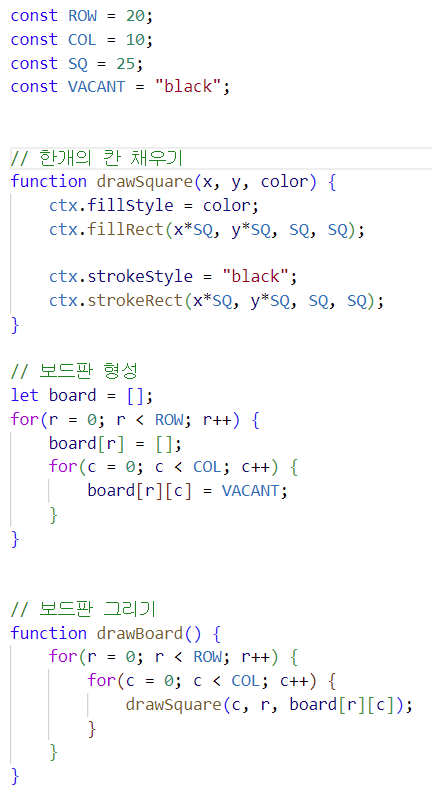 const ROW = 20;
const COL = 10;
const SQ = 25;
const VACANT = "black";
// 한개의 칸 채우기
function drawSquare(x, y, color) {
ctx.fillStyle = color;
ctx.fillRect(x*SQ, y*SQ, SQ, SQ);
ctx.strokeStyle = "black";
ctx.strokeRect(x*SQ, y*SQ, SQ, SQ);
}
// 보드판 형성
let board = [];
for(r = 0; r < ROW; r++) {
board[r] = [];
for(c = 0; c < COL; c++) {
board[r][c] = VACANT;
}
}
// 보드판 그리기
function drawBoard() {
for(r = 0; r < ROW; r++) {
for(c = 0; c < COL; c++) {
drawSquare(c, r, board[r][c]);
}
}
}